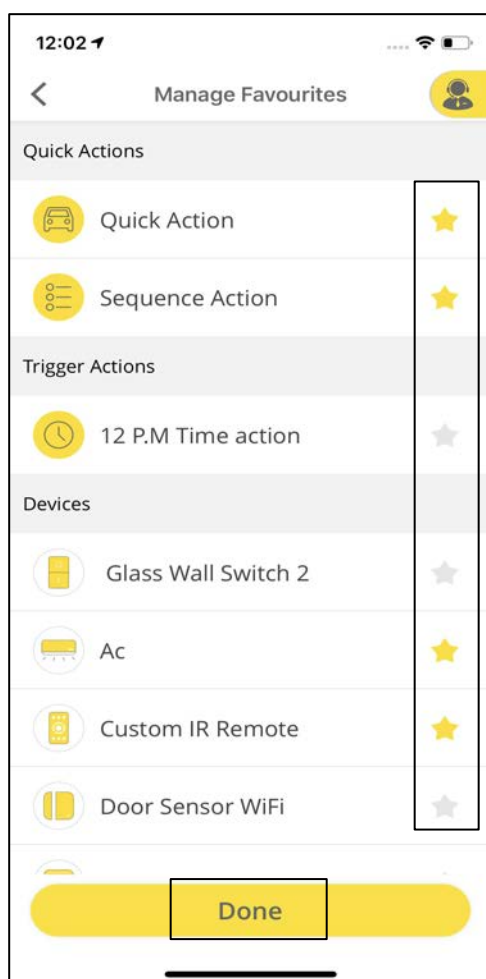 12:02
Manage Favourites
Quick Actions
Quick Action
Sequence Action
Trigger Actions
12 P.M Time action
Devices
Glass Wall Switch 2
Ac
Custom IR Remote
Door Sensor WiFi
Done